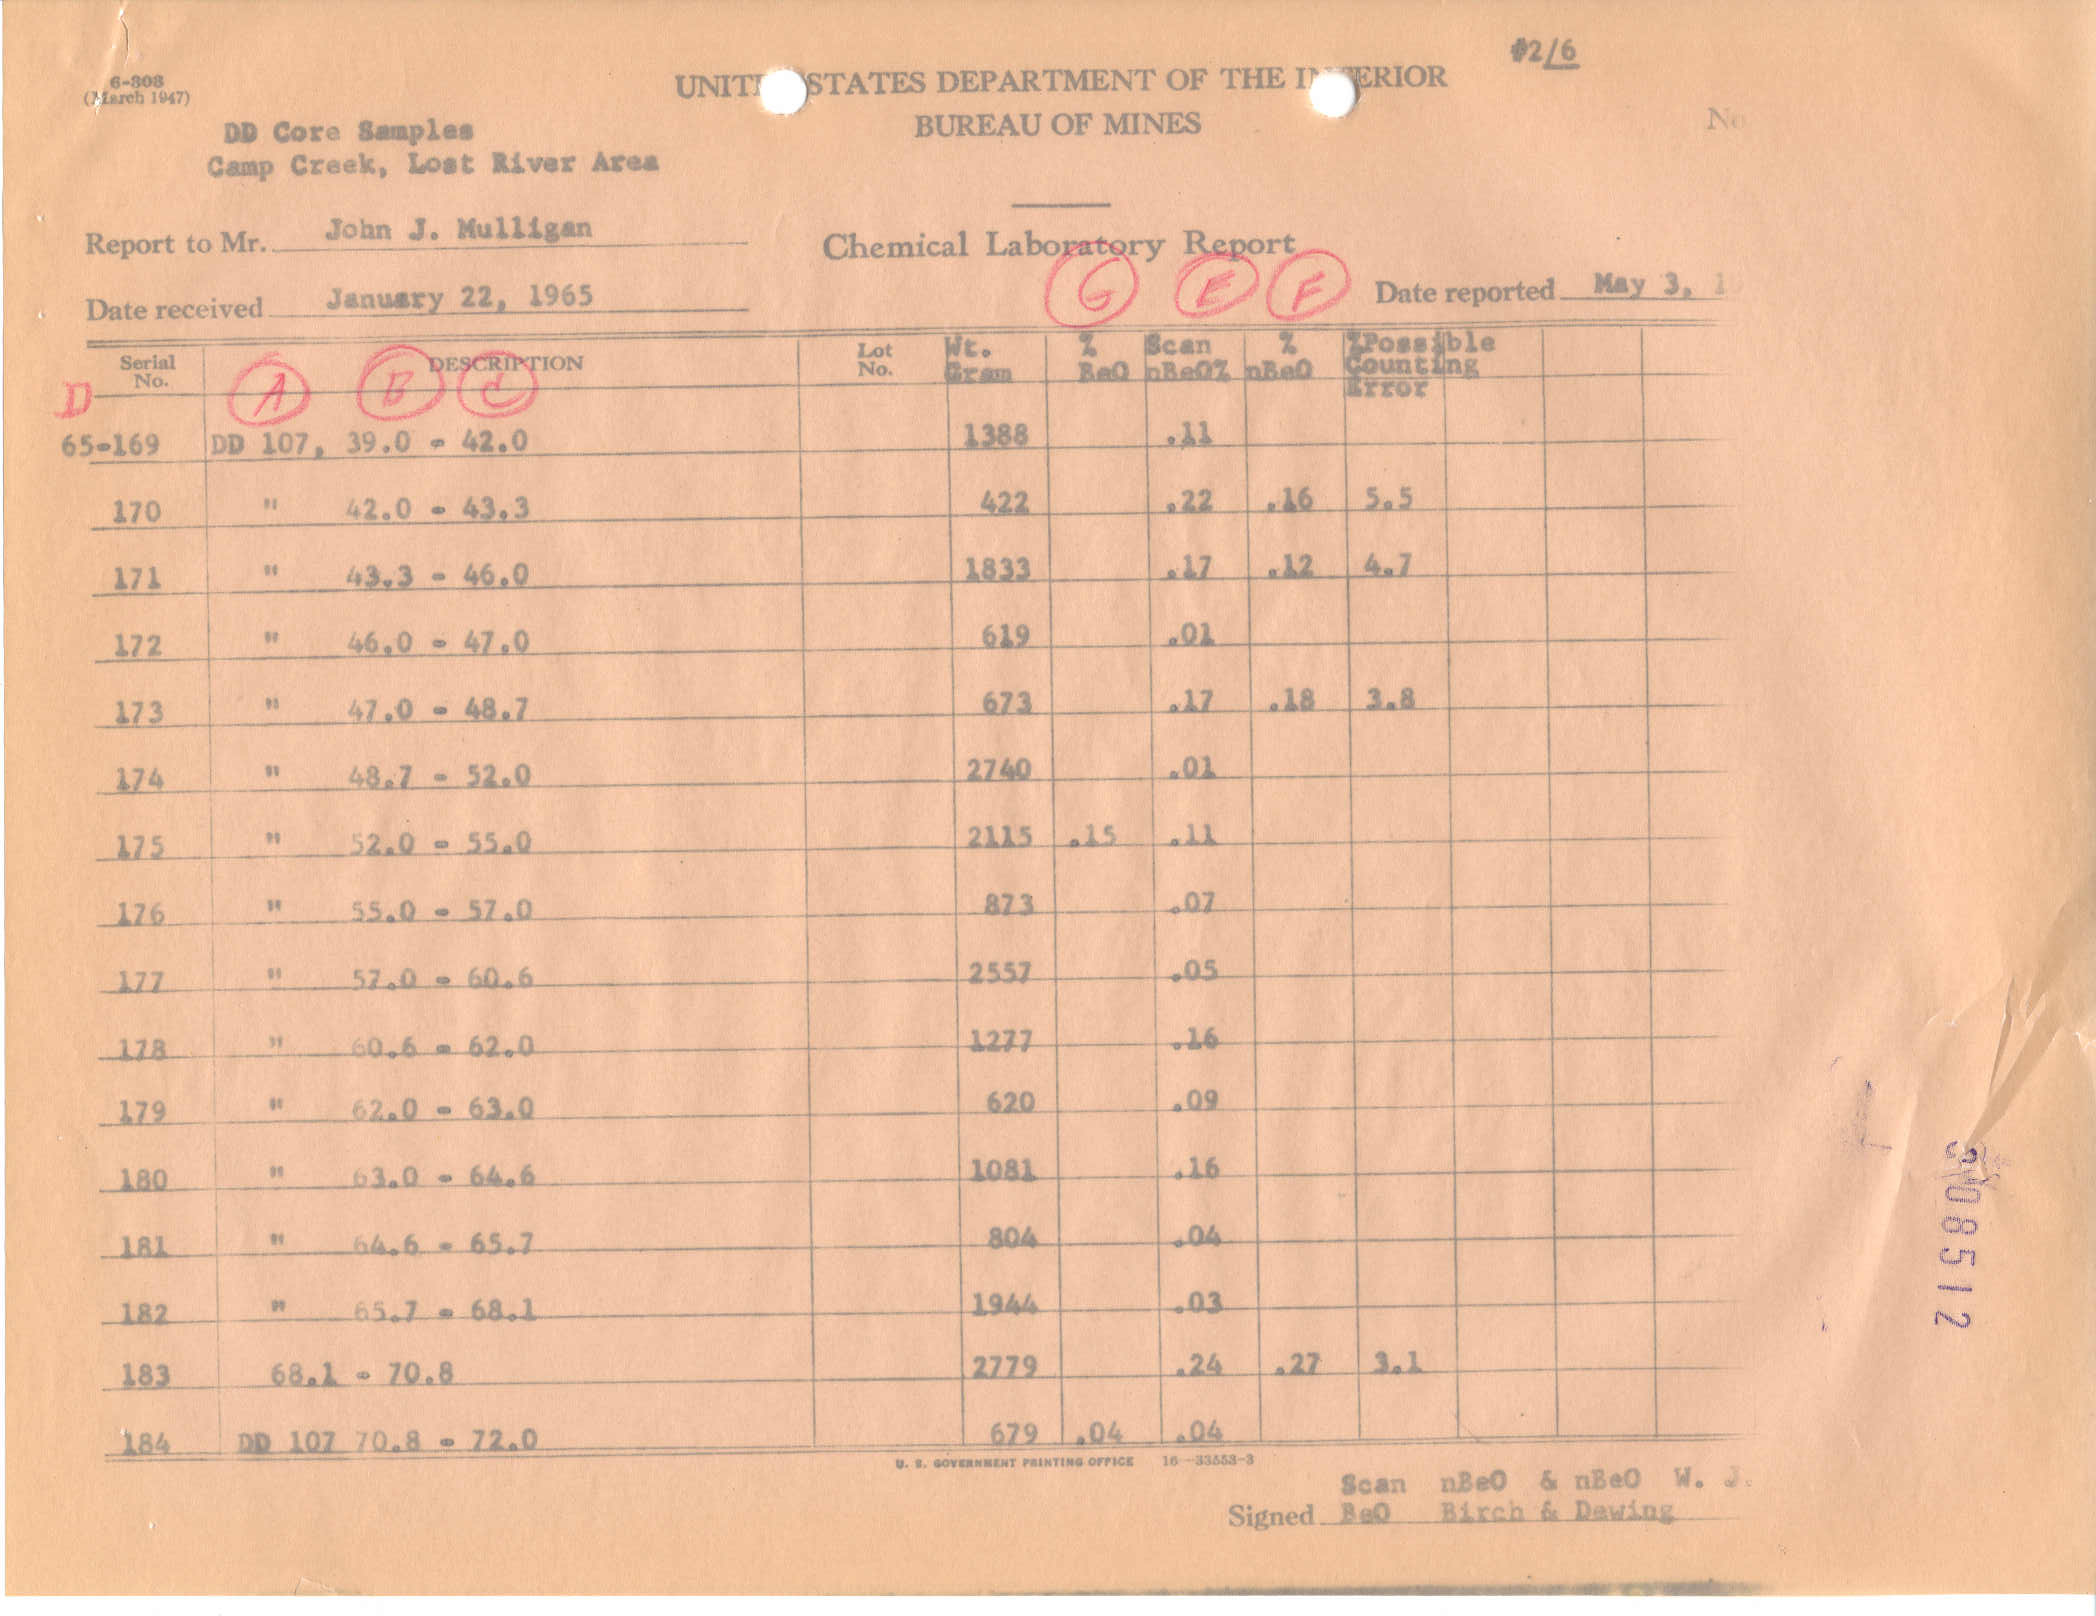 #2/6
6-308
(March 1947)
UNIT STATES DEPARTMENT OF THE IN ERIOR
BUREAU OF MINES
No
DD Core Samples
Camp Creek, Lost River Area
Report to Mr. John J. Mulligan
Chemical Laboratory Report
Date received January 22, 1965
G E F
Date reported May 3, 1
Serial No. DESCRIPTION Lot No. Wt. Gram % BeO Scan nBeO% % nBeO %Possible Counting Error
D A B C
65-169 DD 107, 39.0 - 42.0 1388 .11
170 " 42.0 - 43.3 422 .22 .16 5.5
171 " 43.3 - 46.0 1833 .17 .12 4.7
172 " 46.0 - 47.0 619 .01
173 " 47.0 - 48.7 673 .17 .18 3.8
174 " 48.7 - 52.0 2740 .01
175 " 52.0 - 55.0 2115 .15 .11
176 " 55.0 - 57.0 873 .07
177 " 57.0 - 60.6 2557 .05
178 " 60.6 - 62.0 1277 .16
179 " 62.0 - 63.0 620 .09
180 " 63.0 - 64.6 1081 .16
181 " 64.6 - 65.7 804 .04
182 " 65.7 - 68.1 1944 .03
183 68.1 - 70.8 2779 .24 .27 3.1
184 DD 107 70.8 - 72.0 679 .04 .04
U. S. GOVERNMENT PRINTING OFFICE 16—33553-3
Scan nBeO & nBeO W. J.
Signed BeO Birch & Dewing